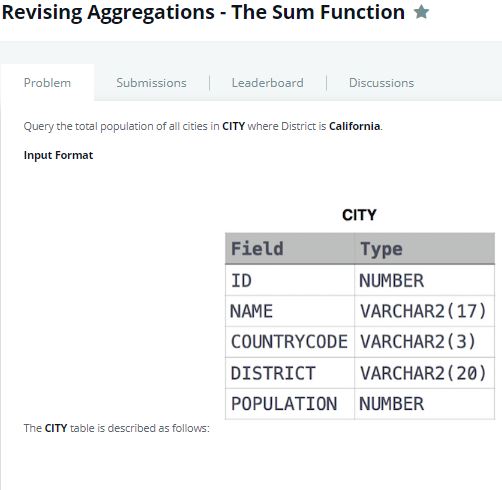 Revising Aggregations - The Sum Function
Problem
Submissions
Leaderboard
Discussions
Query the total population of all cities in CITY where District is California.
Input Format
CITY
Field Type
ID NUMBER
NAME VARCHAR2(17)
COUNTRYCODE VARCHAR2(3)
DISTRICT VARCHAR2(20)
POPULATION NUMBER
The CITY table is described as follows: